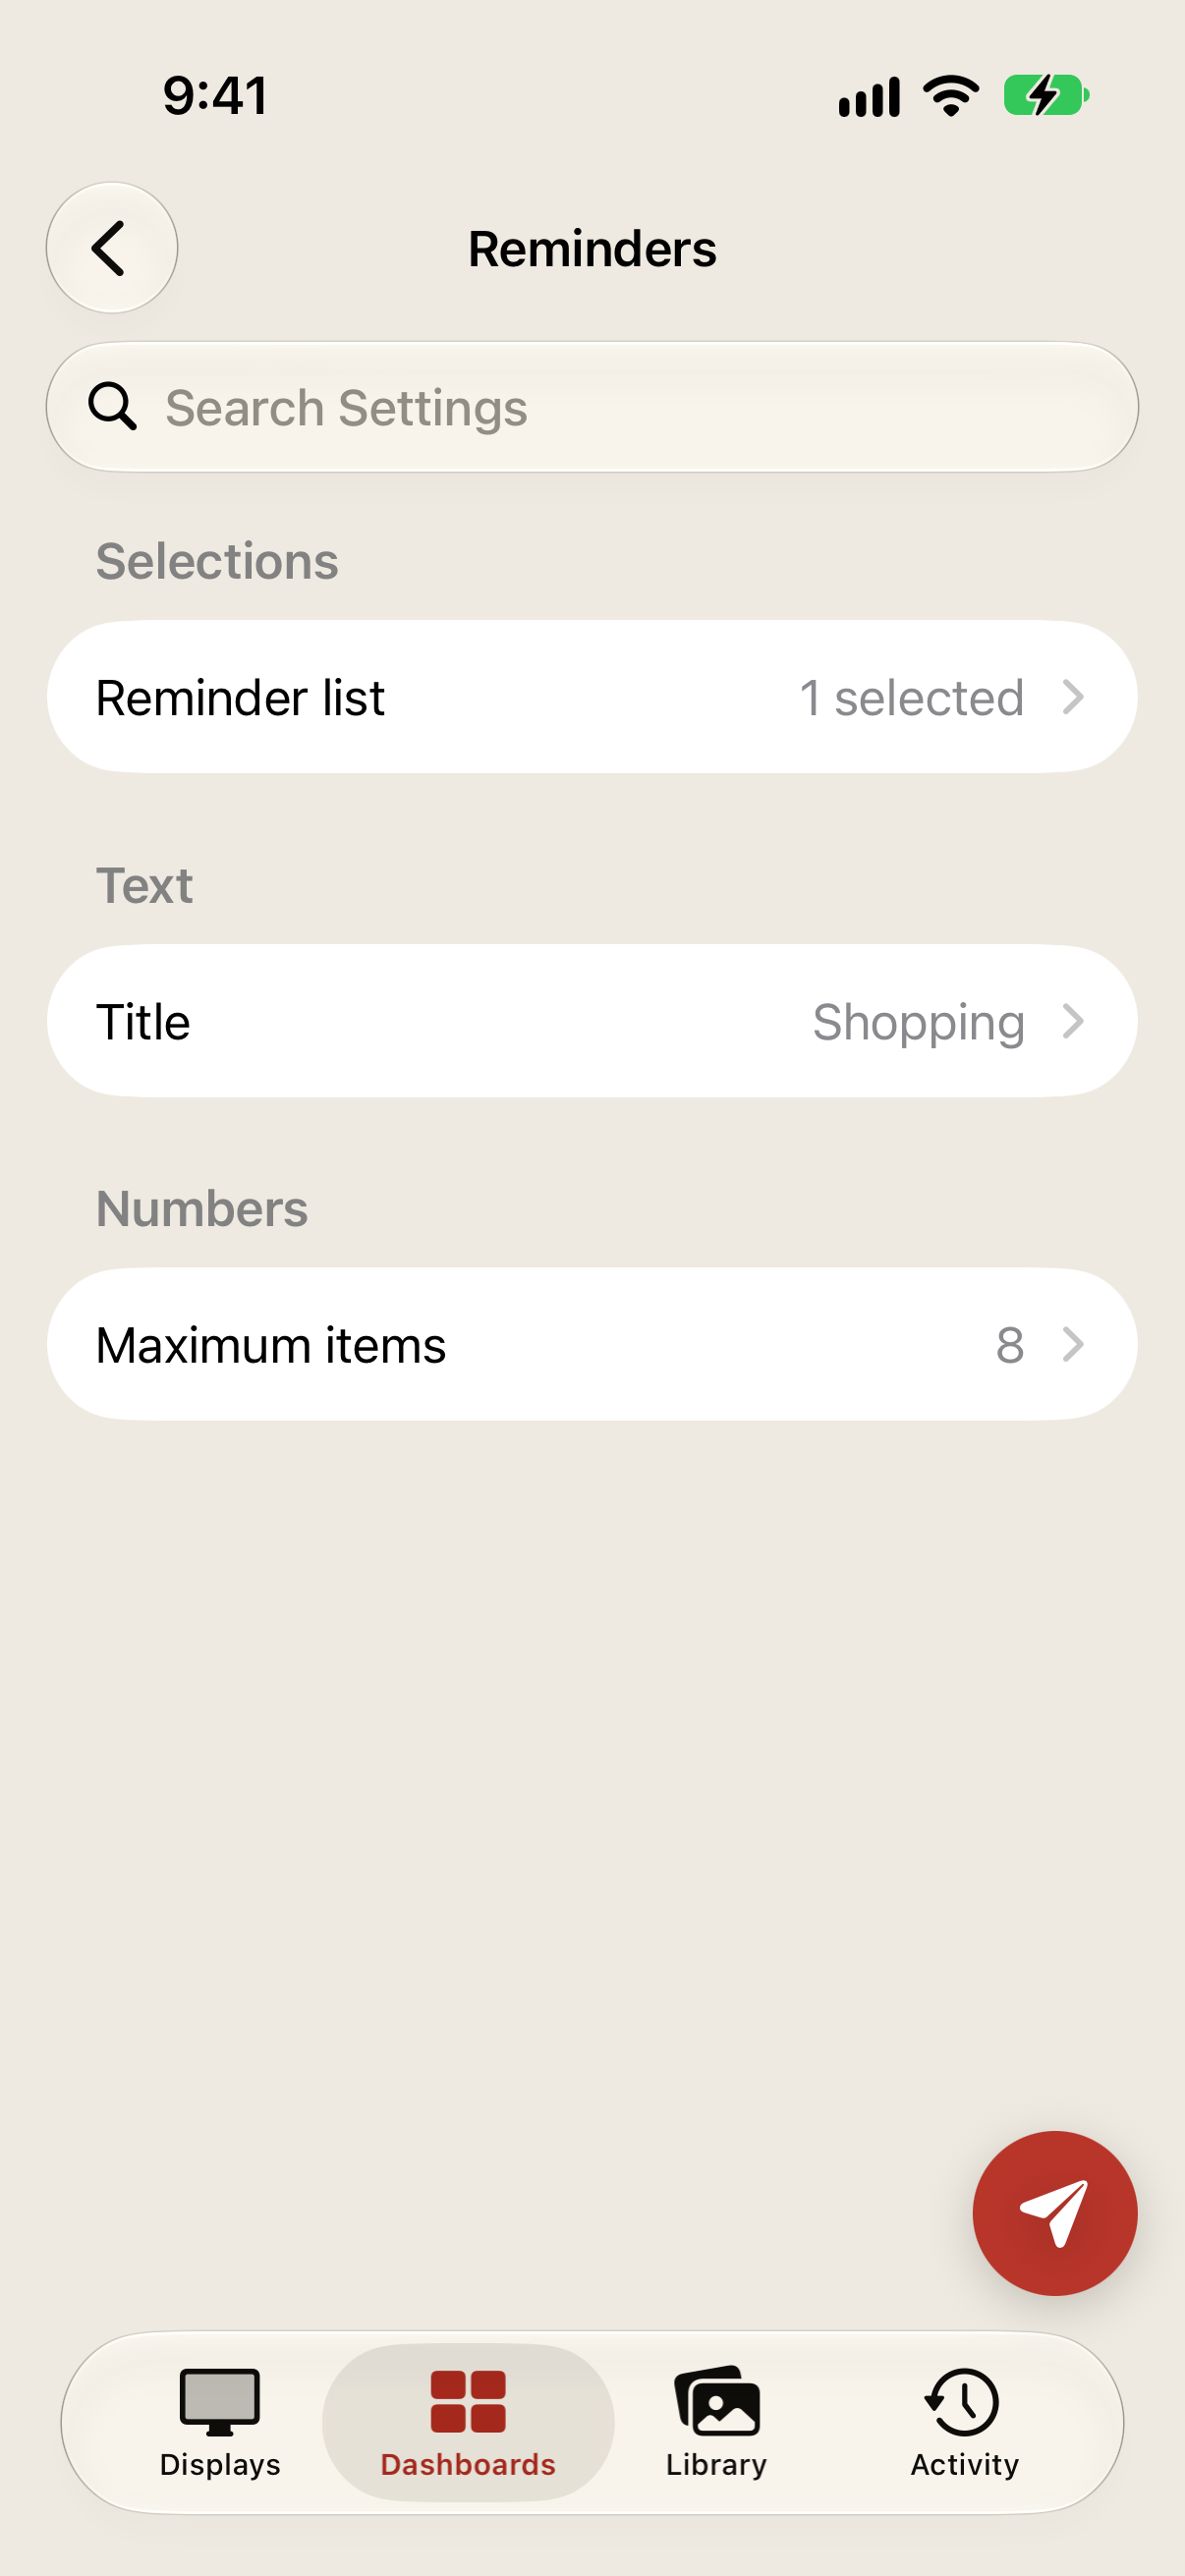 9:41
Reminders
Search Settings
Selections
Reminder list 1 selected
Text
Title Shopping
Numbers
Maximum items 8
Displays Dashboards Library Activity